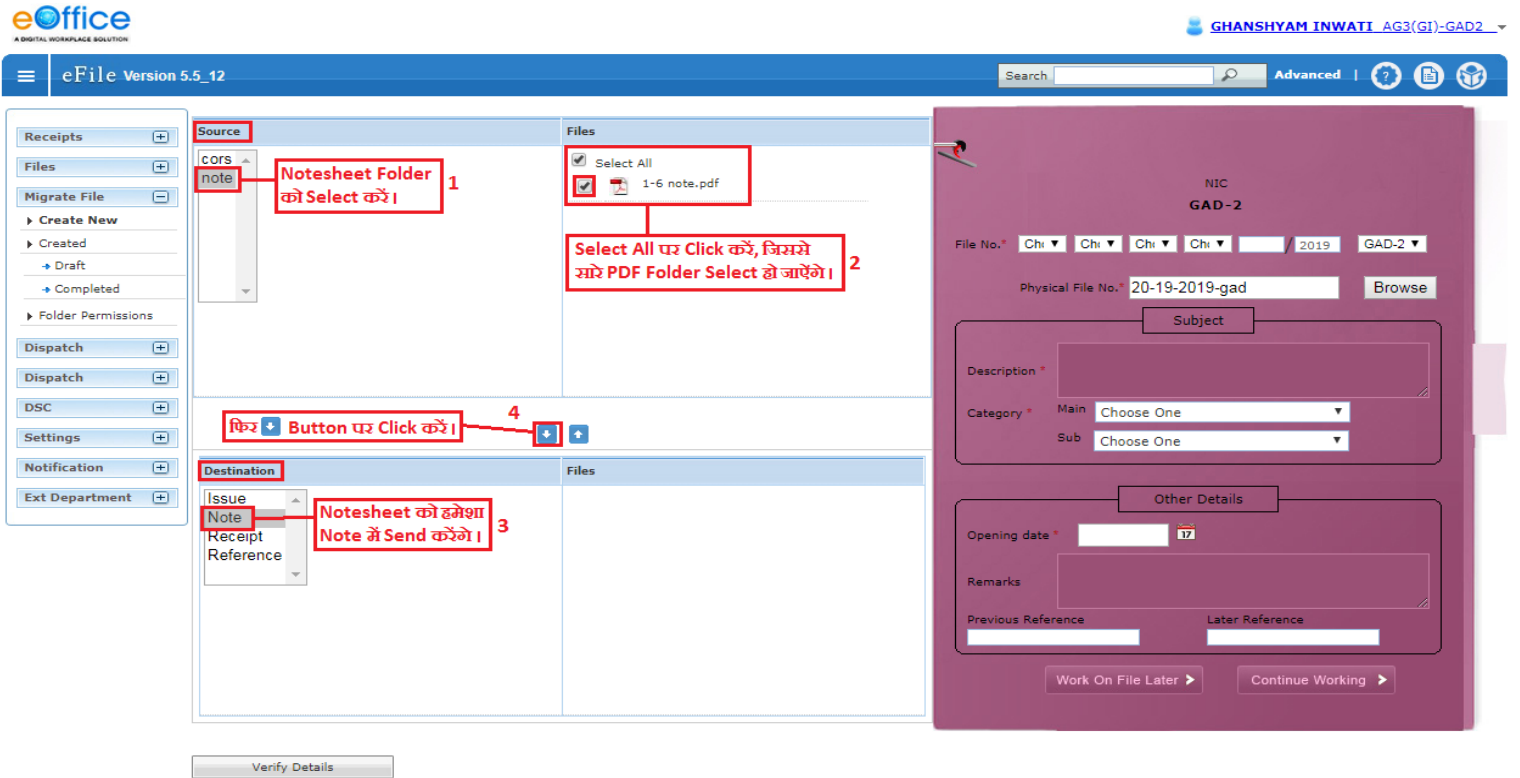 eOffice
A DIGITAL WORKPLACE SOLUTION
GHANSHYAM INWATI AG3(GI)-GAD2
eFile Version 5.5_12
Search
Advanced |
Receipts
Files
Migrate File
Create New
Created
Draft
Completed
Folder Permissions
Dispatch
Dispatch
DSC
Settings
Notification
Ext Department
Source
Files
cors
note
Notesheet Folder
को Select करें।
1
Select All
1-6 note.pdf
Select All पर Click करें, जिससे
सारे PDF Folder Select हो जाऐंगे।
2
फिर Button पर Click करें।
4
Destination
Files
Issue
Note
Receipt
Reference
Notesheet को हमेशा
Note में Send करेंगे।
3
Verify Details
NIC
GAD-2
File No.* Ch Ch Ch Ch / 2019 GAD-2
Physical File No.* 20-19-2019-gad Browse
Subject
Description *
Category * Main Choose One
Sub Choose One
Other Details
Opening date * 17
Remarks
Previous Reference Later Reference
Work On File Later Continue Working